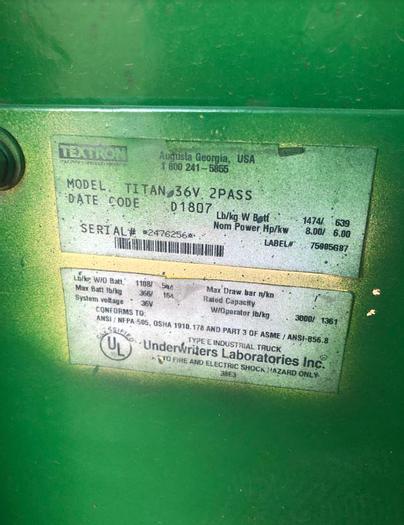 TEXTRON
Augusta Georgia, USA
1 800 241-5855
MODEL. TITAN 36V 2PASS
DATE CODE D1807
Lb/kg W Batt 1474/ 639
Nom Power Hp/kw 8.00/ 6.00
SERIAL# *2476256*
LABEL# 75005G87
Lb/kg W/O Batt 1108/
Max Batt lb/kg 366/
System voltage 36V
Max Draw bar n/kn /
Rated Capacity
W/Operator lb/kg 3000/ 1361
CONFORMS TO:
ANSI / NFPA-505, OSHA 1910.178 AND PART 3 OF ASME / ANSI-B56.8
CLASSIFIED
UL
TYPE E INDUSTRIAL TRUCK
Underwriters Laboratories Inc.
AS TO FIRE AND ELECTRIC SHOCK HAZARD ONLY
38E3